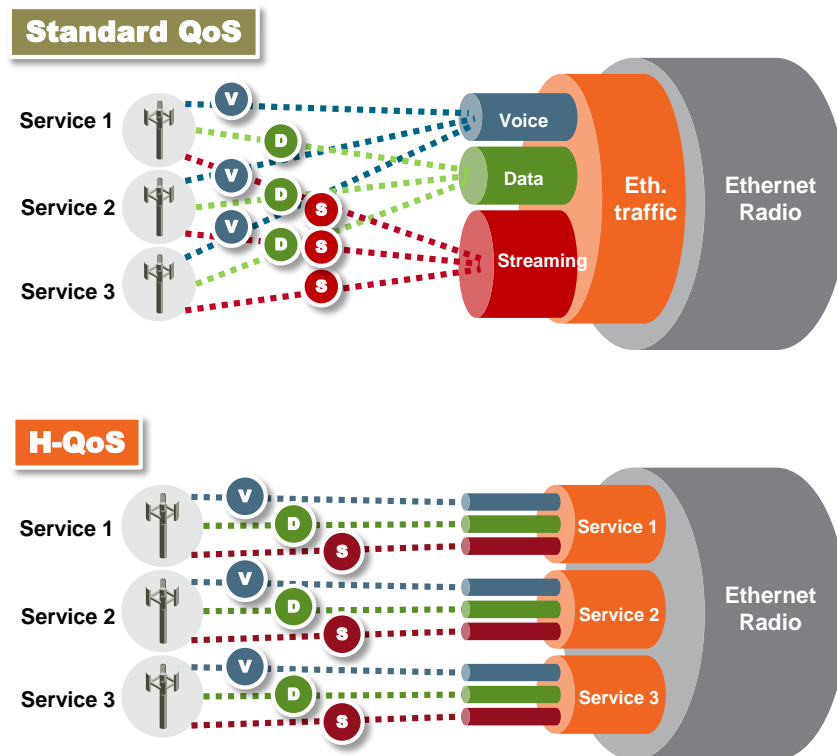 Standard QoS
Service 1
V
D
Voice
V
D
Data
Eth.
traffic
Ethernet
Radio
Service 2
S
V
D
S
Streaming
Service 3
S
H-QoS
V
Service 1
D
Service 1
S
V
Service 2
D
Service 2
S
Ethernet
Radio
V
Service 3
D
Service 3
S